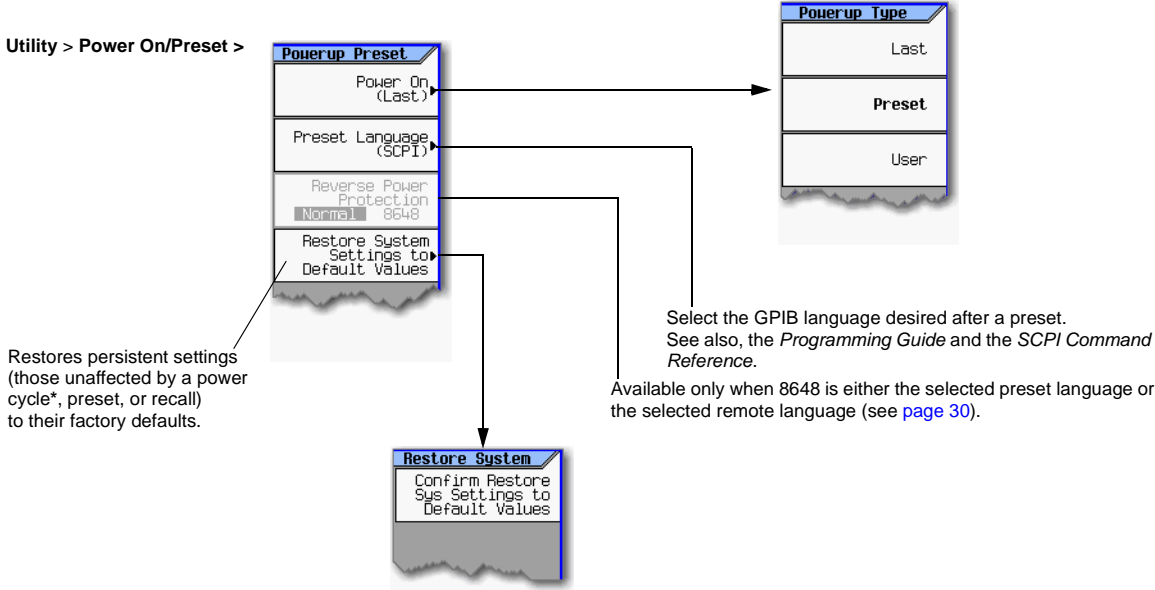 Utility > Power On/Preset >
Powerup Preset
Power On
(Last)
Preset Language
(SCPI)
Reverse Power
Protection
Normal 8648
Restore System
Settings to
Default Values
Powerup Type
Last
Preset
User
Select the GPIB language desired after a preset.
See also, the Programming Guide and the SCPI Command
Reference.
Available only when 8648 is either the selected preset language or
the selected remote language (see page 30).
Restores persistent settings
(those unaffected by a power
cycle*, preset, or recall)
to their factory defaults.
Restore System
Confirm Restore
Sys Settings to
Default Values